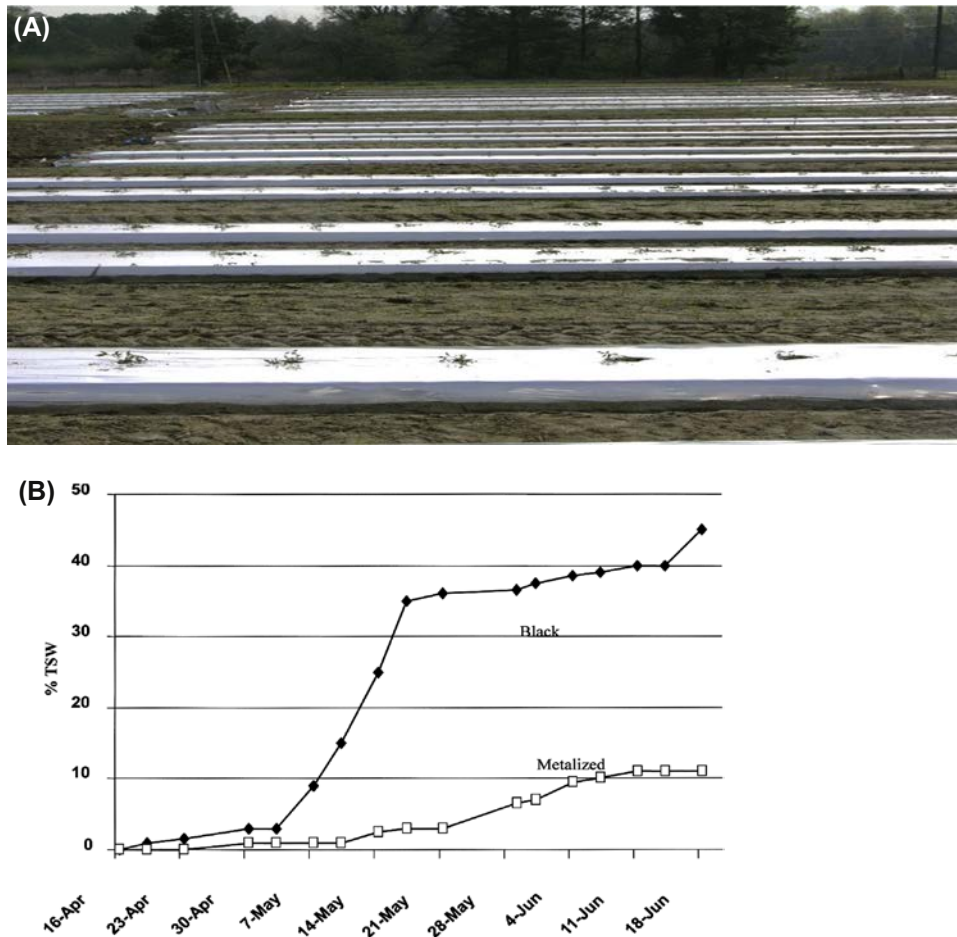 (A)
(B)
50
40
30
20
10
0
% TSW
Black
Metalized
16-Apr
23-Apr
30-Apr
7-May
14-May
21-May
28-May
4-Jun
11-Jun
18-Jun